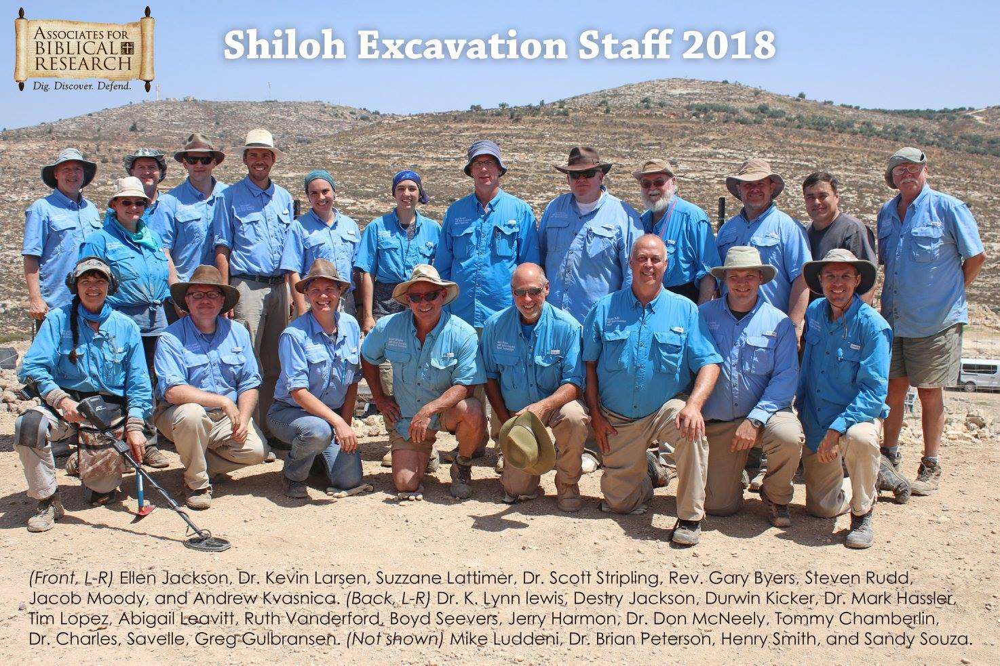 ASSOCIATES FOR
BIBLICAL
RESEARCH
Dig. Discover. Defend.
Shiloh Excavation Staff 2018
(Front, L-R) Ellen Jackson, Dr. Kevin Larsen, Suzzane Lattimer, Dr. Scott Stripling, Rev. Gary Byers, Steven Rudd,
Jacob Moody, and Andrew Kvasnica. (Back, L-R) Dr. K. Lynn lewis, Destry Jackson, Durwin Kicker, Dr. Mark Hassler,
Tim Lopez, Abigail Leavitt, Ruth Vanderford, Boyd Seevers, Jerry Harmon, Dr. Don McNeely, Tommy Chamberlin,
Dr. Charles, Savelle, Greg Gulbransen. (Not shown) Mike Luddeni, Dr. Brian Peterson, Henry Smith, and Sandy Souza.